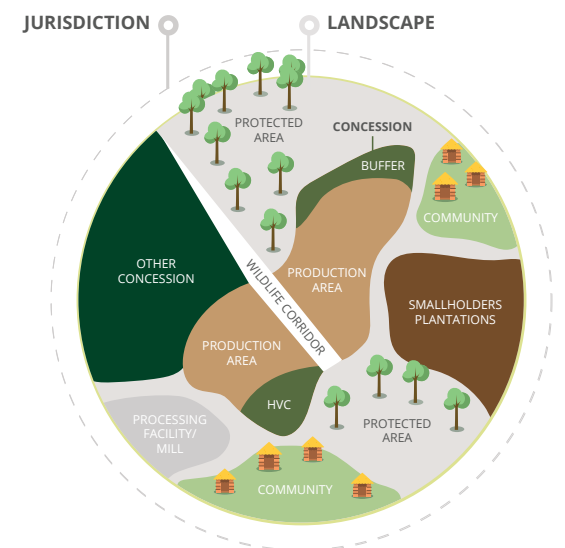 JURISDICTION
LANDSCAPE
PROTECTED
AREA
CONCESSION
BUFFER
COMMUNITY
OTHER
CONCESSION
WILDLIFE CORRIDOR
PRODUCTION
AREA
SMALLHOLDERS
PLANTATIONS
PRODUCTION
AREA
HVC
PROCESSING
FACILITY/
MILL
PROTECTED
AREA
COMMUNITY